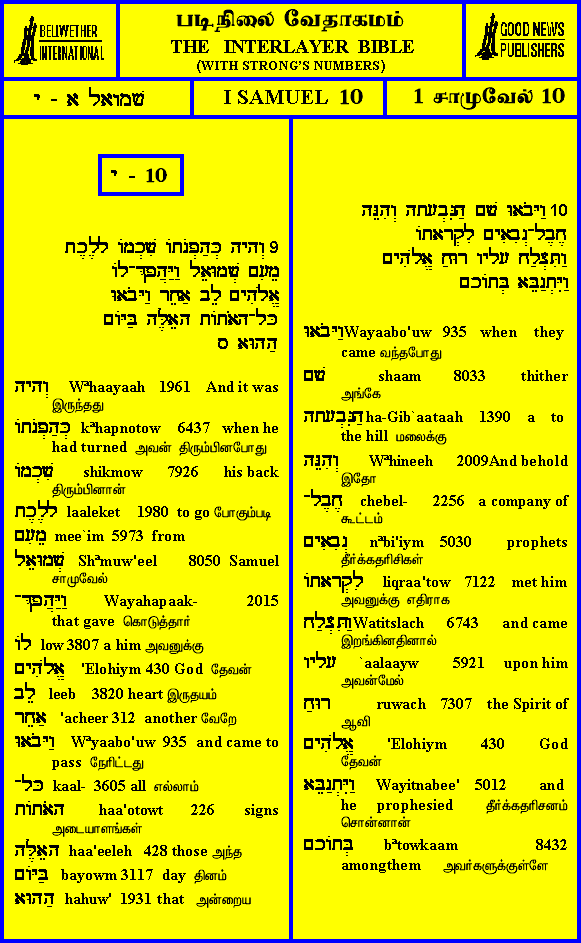 BELLWETHER
INTERNATIONAL
படிநிலை வேதாகமம்
THE INTERLAYER BIBLE
(WITH STRONG'S NUMBERS)
GOOD NEWS
PUBLISHERS
שמואל א - י
I SAMUEL 10
1 சாமுவேல் 10
י - 10
9 וְהָיָה כְּהַפְנֹתוֹ שִׁכְמוֹ לָלֶכֶת
מֵעִם שְׁמוּאֵל וַיַּהֲפָךְ־לוֹ
אֱלֹהִים לֵב אַחֵר וַיָּבֹאוּ
כָּל־הָאֹתוֹת הָאֵלֶּה בַּיּוֹם
הַהוּא ס
וְהָיָה Wªhaayaah 1961 And it was
இருந்தது
כְּהַפְנֹתוֹ kªhapnotow 6437 when he
had turned அவன் திரும்பினபோது
שִׁכְמוֹ shikmow 7926 his back
திரும்பினான்
לָלֶכֶת laaleket 1980 to go போகும்படி
מֵעִם mee`im 5973 from
שְׁמוּאֵל Shªmuw'eel 8050 Samuel
சாமுவேல்
וַיַּהֲפָךְ־ Wayahapaak- 2015
that gave கொடுத்தார்
לוֹ low 3807 a him அவனுக்கு
אֱלֹהִים 'Elohiym 430 God தேவன்
לֵב leeb 3820 heart இருதயம்
אַחֵר 'acheer 312 another வேறே
וַיָּבֹאוּ Wªyaabo'uw 935 and came to
pass நேரிட்டது
כָּל־ kaal- 3605 all எல்லாம்
הָאֹתוֹת haa'otowt 226 signs
அடையாளங்கள்
הָאֵלֶּה haa'eeleh 428 those அந்த
בַּיּוֹם bayowm 3117 day தினம்
הַהוּא hahuw' 1931 that அன்றைய
10 וַיָּבֹאוּ שָׁם הַגִּבְעָתָה וְהִנֵּה
חֶבֶל־נְבִאִים לִקְרָאתוֹ
וַתִּצְלַח עָלָיו רוּחַ אֱלֹהִים
וַיִּתְנַבֵּא בְּתוֹכָם
וַיָּבֹאוּ Wayaabo'uw 935 when they
came வந்தபோது
שָׁם shaam 8033 thither
அங்கே
הַגִּבְעָתָה ha-Gib`aataah 1390 a to
the hill மலைக்கு
וְהִנֵּה Wªhineeh 2009And behold
இதோ
חֶבֶל־ chebel- 2256 a company of
கூட்டம்
נְבִאִים nªbi'iym 5030 prophets
தீர்க்கதரிசிகள்
לִקְרָאתוֹ liqraa'tow 7122 met him
அவனுக்கு எதிராக
וַתִּצְלַח Watitslach 6743 and came
இறங்கினதினால்
עָלָיו `aalaayw 5921 upon him
அவன்மேல்
רוּחַ ruwach 7307 the Spirit of
ஆவி
אֱלֹהִים 'Elohiym 430 God
தேவன்
וַיִּתְנַבֵּא Wayitnabee' 5012 and
he prophesied தீர்க்கதரிசனம்
சொன்னான்
בְּתוֹכָם bªtowkaam 8432
amongthem அவர்களுக்குள்ளே